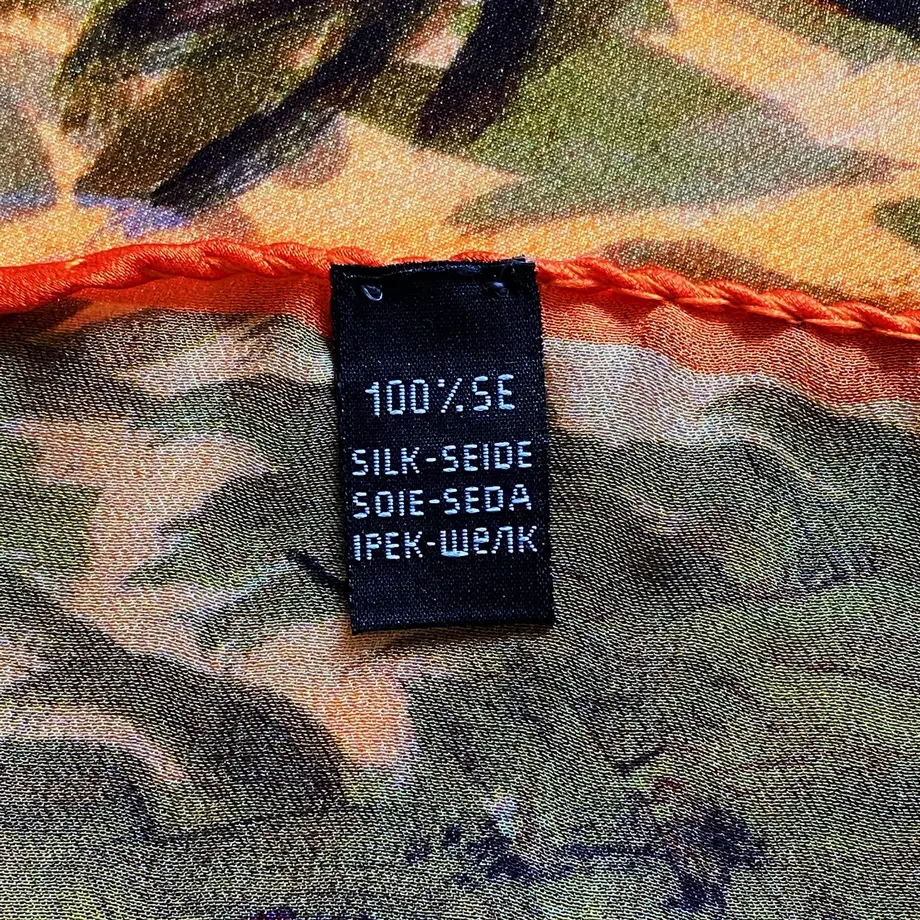 100%SE
SILK-SEIDE
SOIE-SEDA
IPEK-ШЕЛК